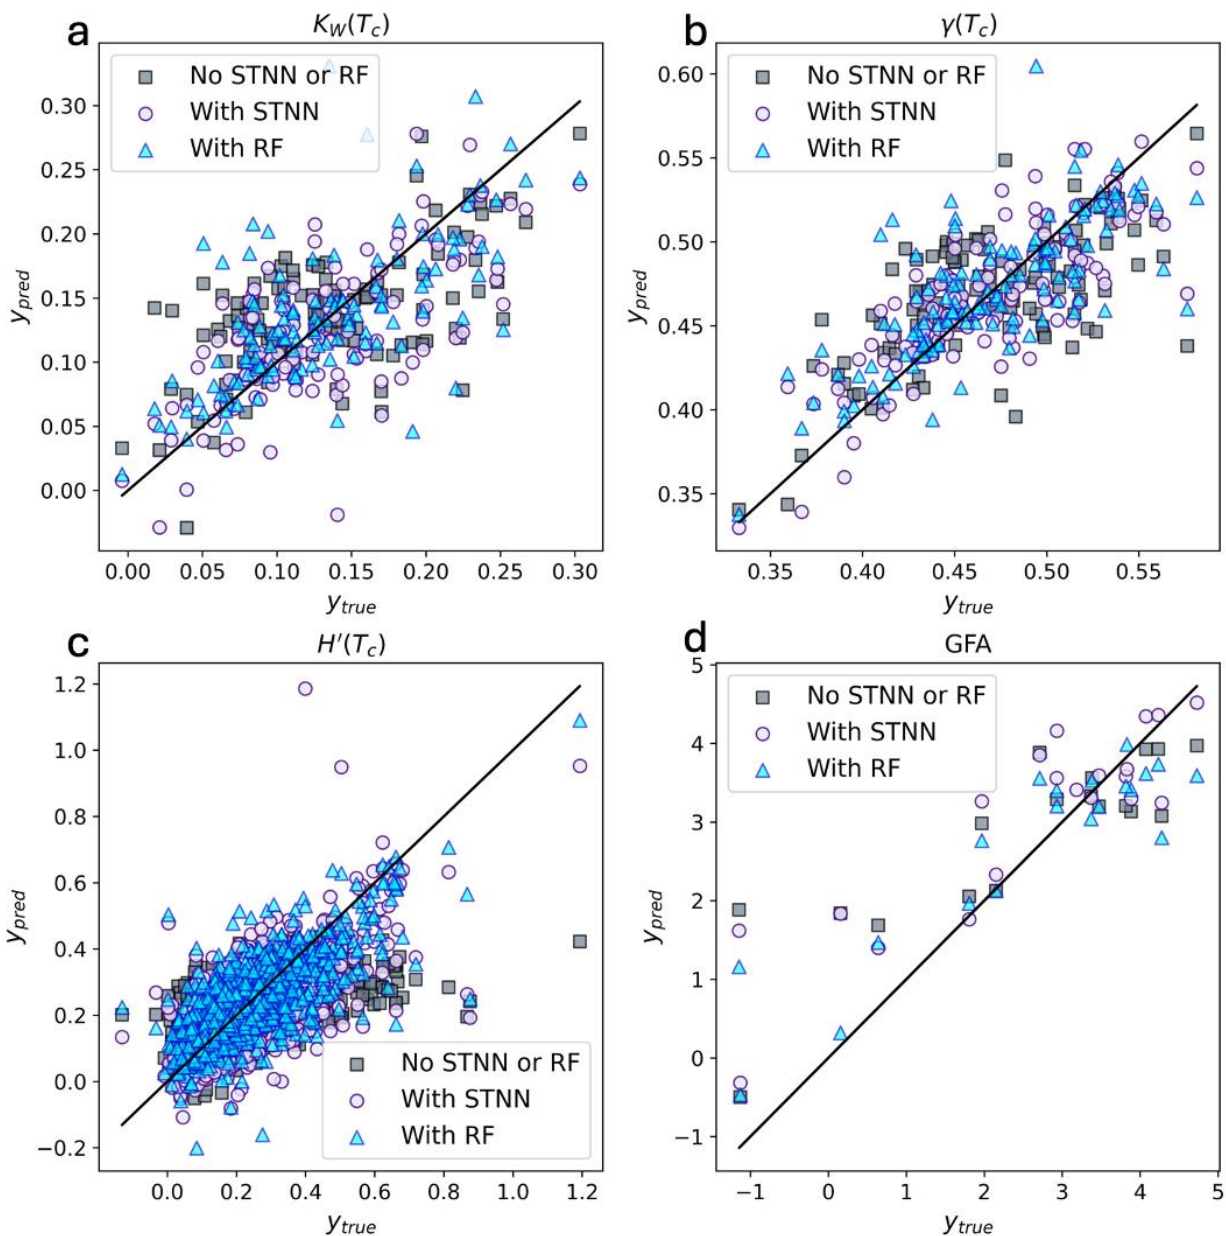 a
K_W(T_c)
No STNN or RF
With STNN
With RF
0.30
0.25
0.20
0.15
0.10
0.05
0.00
y_pred
0.00 0.05 0.10 0.15 0.20 0.25 0.30
y_true
b
γ(T_c)
No STNN or RF
With STNN
With RF
0.60
0.55
0.50
0.45
0.40
0.35
y_pred
0.35 0.40 0.45 0.50 0.55
y_true
c
H'(T_c)
1.2
1.0
0.8
0.6
0.4
0.2
0.0
−0.2
y_pred
No STNN or RF
With STNN
With RF
0.0 0.2 0.4 0.6 0.8 1.0 1.2
y_true
d
GFA
No STNN or RF
With STNN
With RF
5
4
3
2
1
0
−1
y_pred
−1 0 1 2 3 4 5
y_true